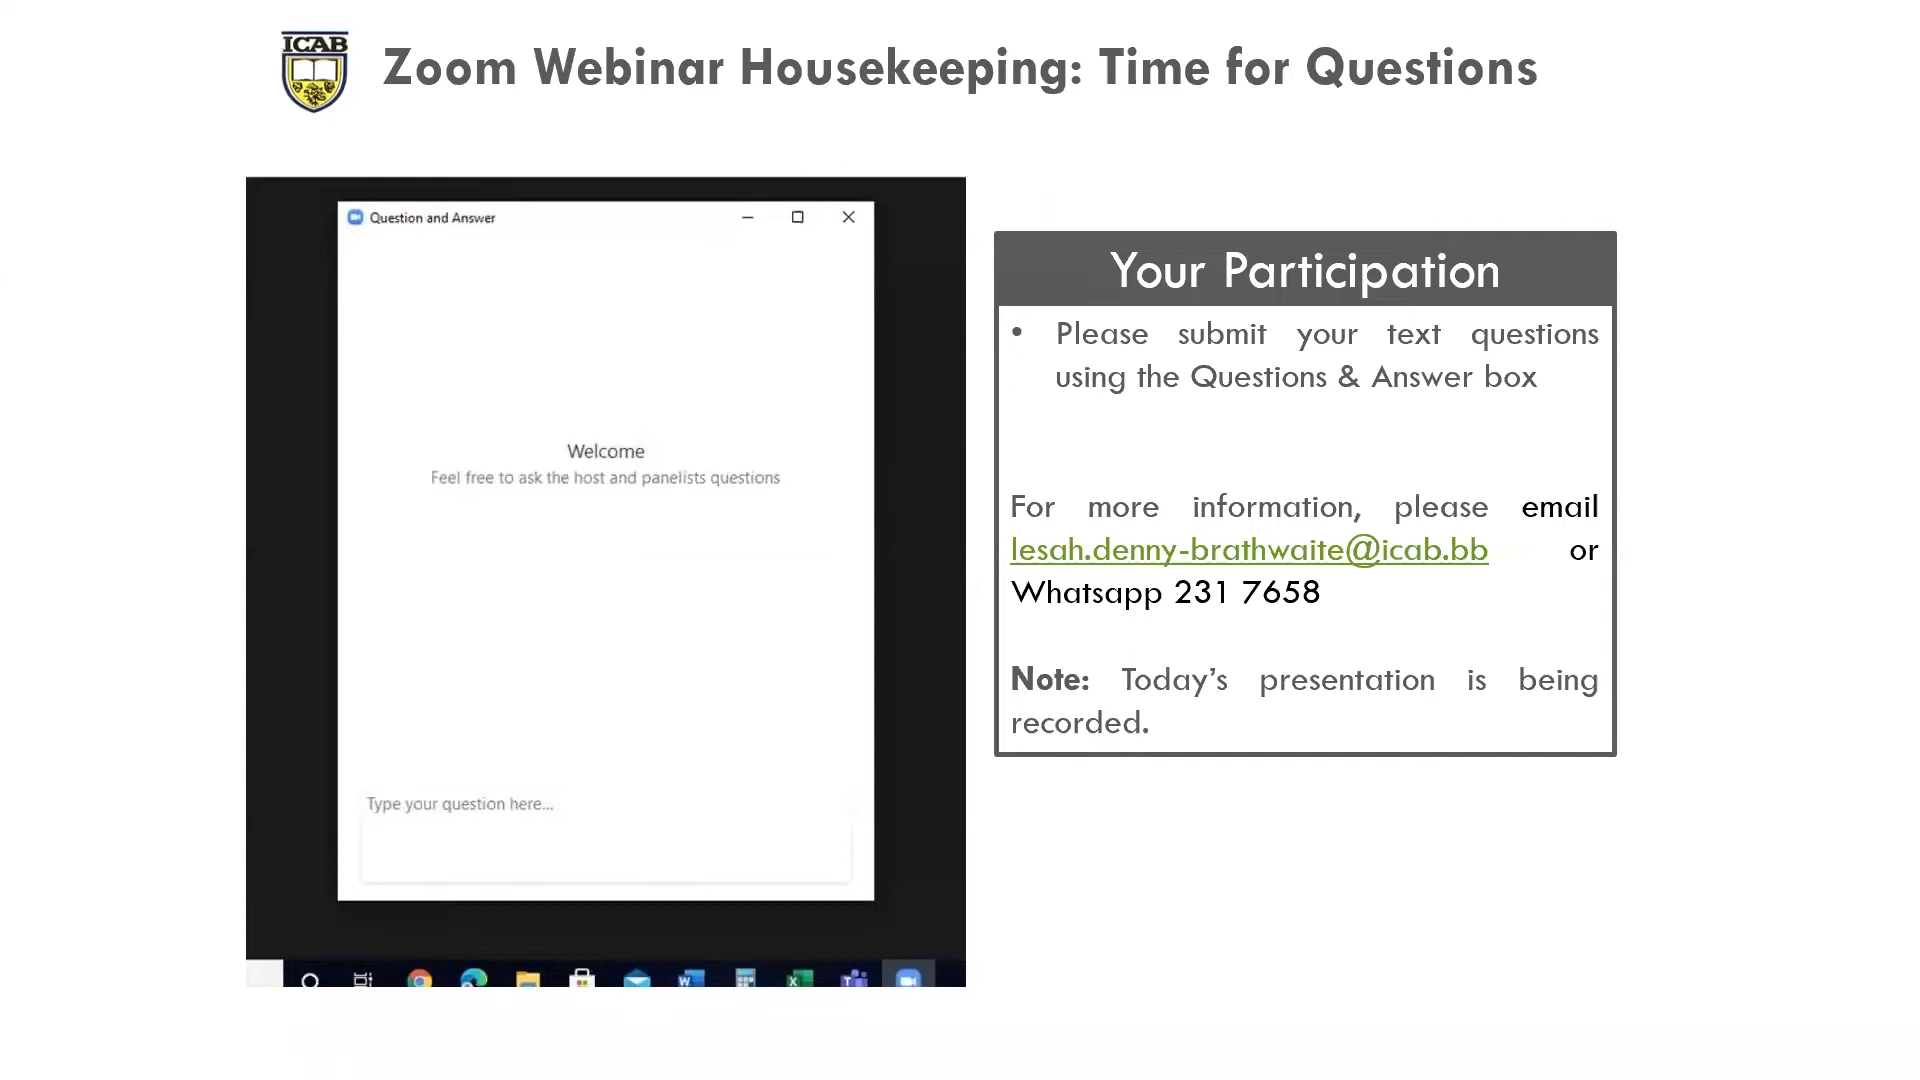 ICAB
Zoom Webinar Housekeeping: Time for Questions
Question and Answer
Welcome
Feel free to ask the host and panelists questions
Type your question here...
Your Participation
• Please submit your text questions
using the Questions & Answer box
For more information, please email
lesah.denny-brathwaite@icab.bb or
Whatsapp 231 7658
Note: Today’s presentation is being
recorded.